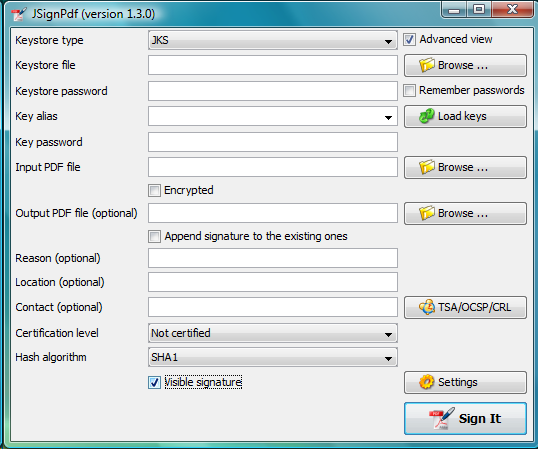 JSignPdf (version 1.3.0)
Keystore type JKS Advanced view
Keystore file Browse ...
Keystore password Remember passwords
Key alias Load keys
Key password
Input PDF file Browse ...
Encrypted
Output PDF file (optional) Browse ...
Append signature to the existing ones
Reason (optional)
Location (optional)
Contact (optional) TSA/OCSP/CRL
Certification level Not certified
Hash algorithm SHA1
Visible signature Settings
Sign It